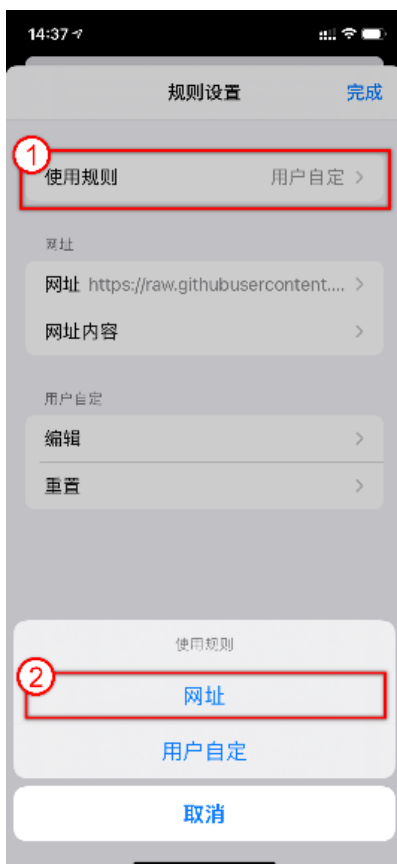 14:37
规则设置 完成
1
使用规则 用户自定
网址
网址 https://raw.githubusercontent....
网址内容
用户自定
编辑
重置
使用规则
2
网址
用户自定
取消